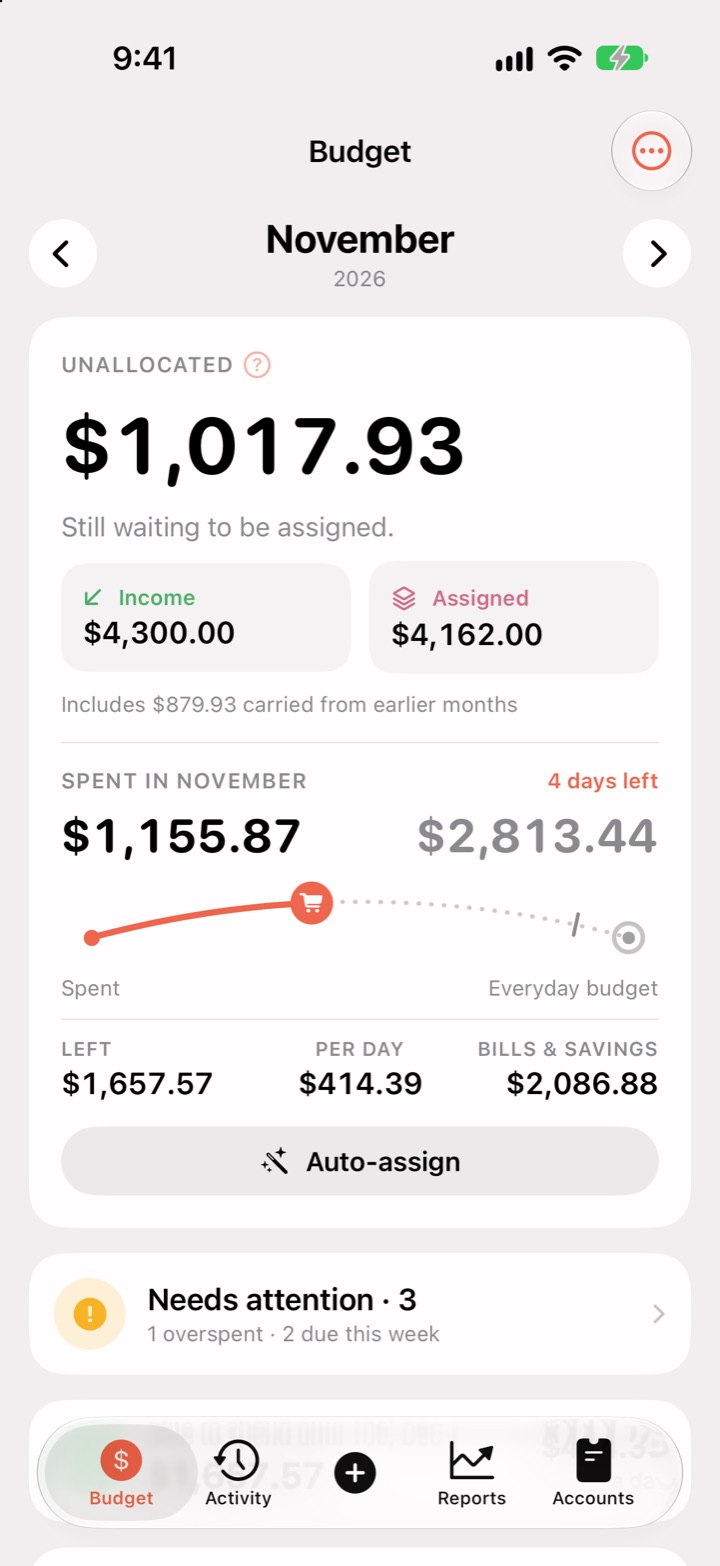 9:41
Budget
November
2026
UNALLOCATED ?
$1,017.93
Still waiting to be assigned.
Income
$4,300.00
Assigned
$4,162.00
Includes $879.93 carried from earlier months
SPENT IN NOVEMBER
4 days left
$1,155.87
$2,813.44
Spent
Everyday budget
LEFT
$1,657.57
PER DAY
$414.39
BILLS & SAVINGS
$2,086.88
Auto-assign
Needs attention · 3
1 overspent · 2 due this week
$1,657.57
Budget
Activity
Reports
Accounts